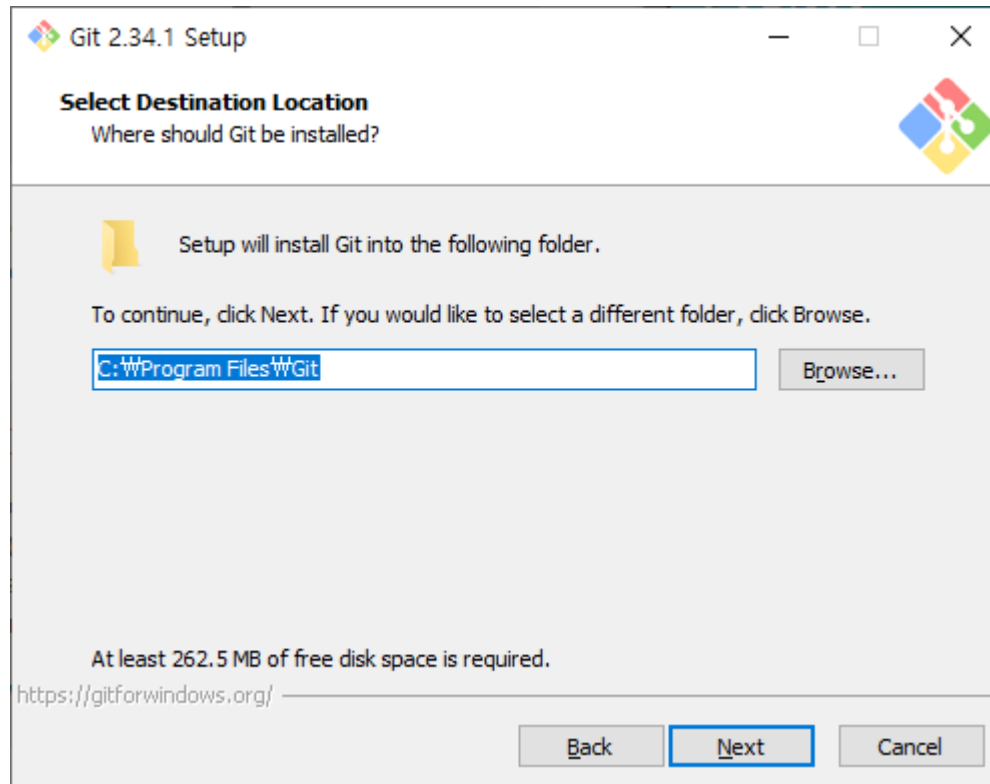 Git 2.34.1 Setup
Select Destination Location
Where should Git be installed?
Setup will install Git into the following folder.
To continue, click Next. If you would like to select a different folder, click Browse.
C:₩Program Files₩Git
Browse...
At least 262.5 MB of free disk space is required.
https://gitforwindows.org/
Back
Next
Cancel